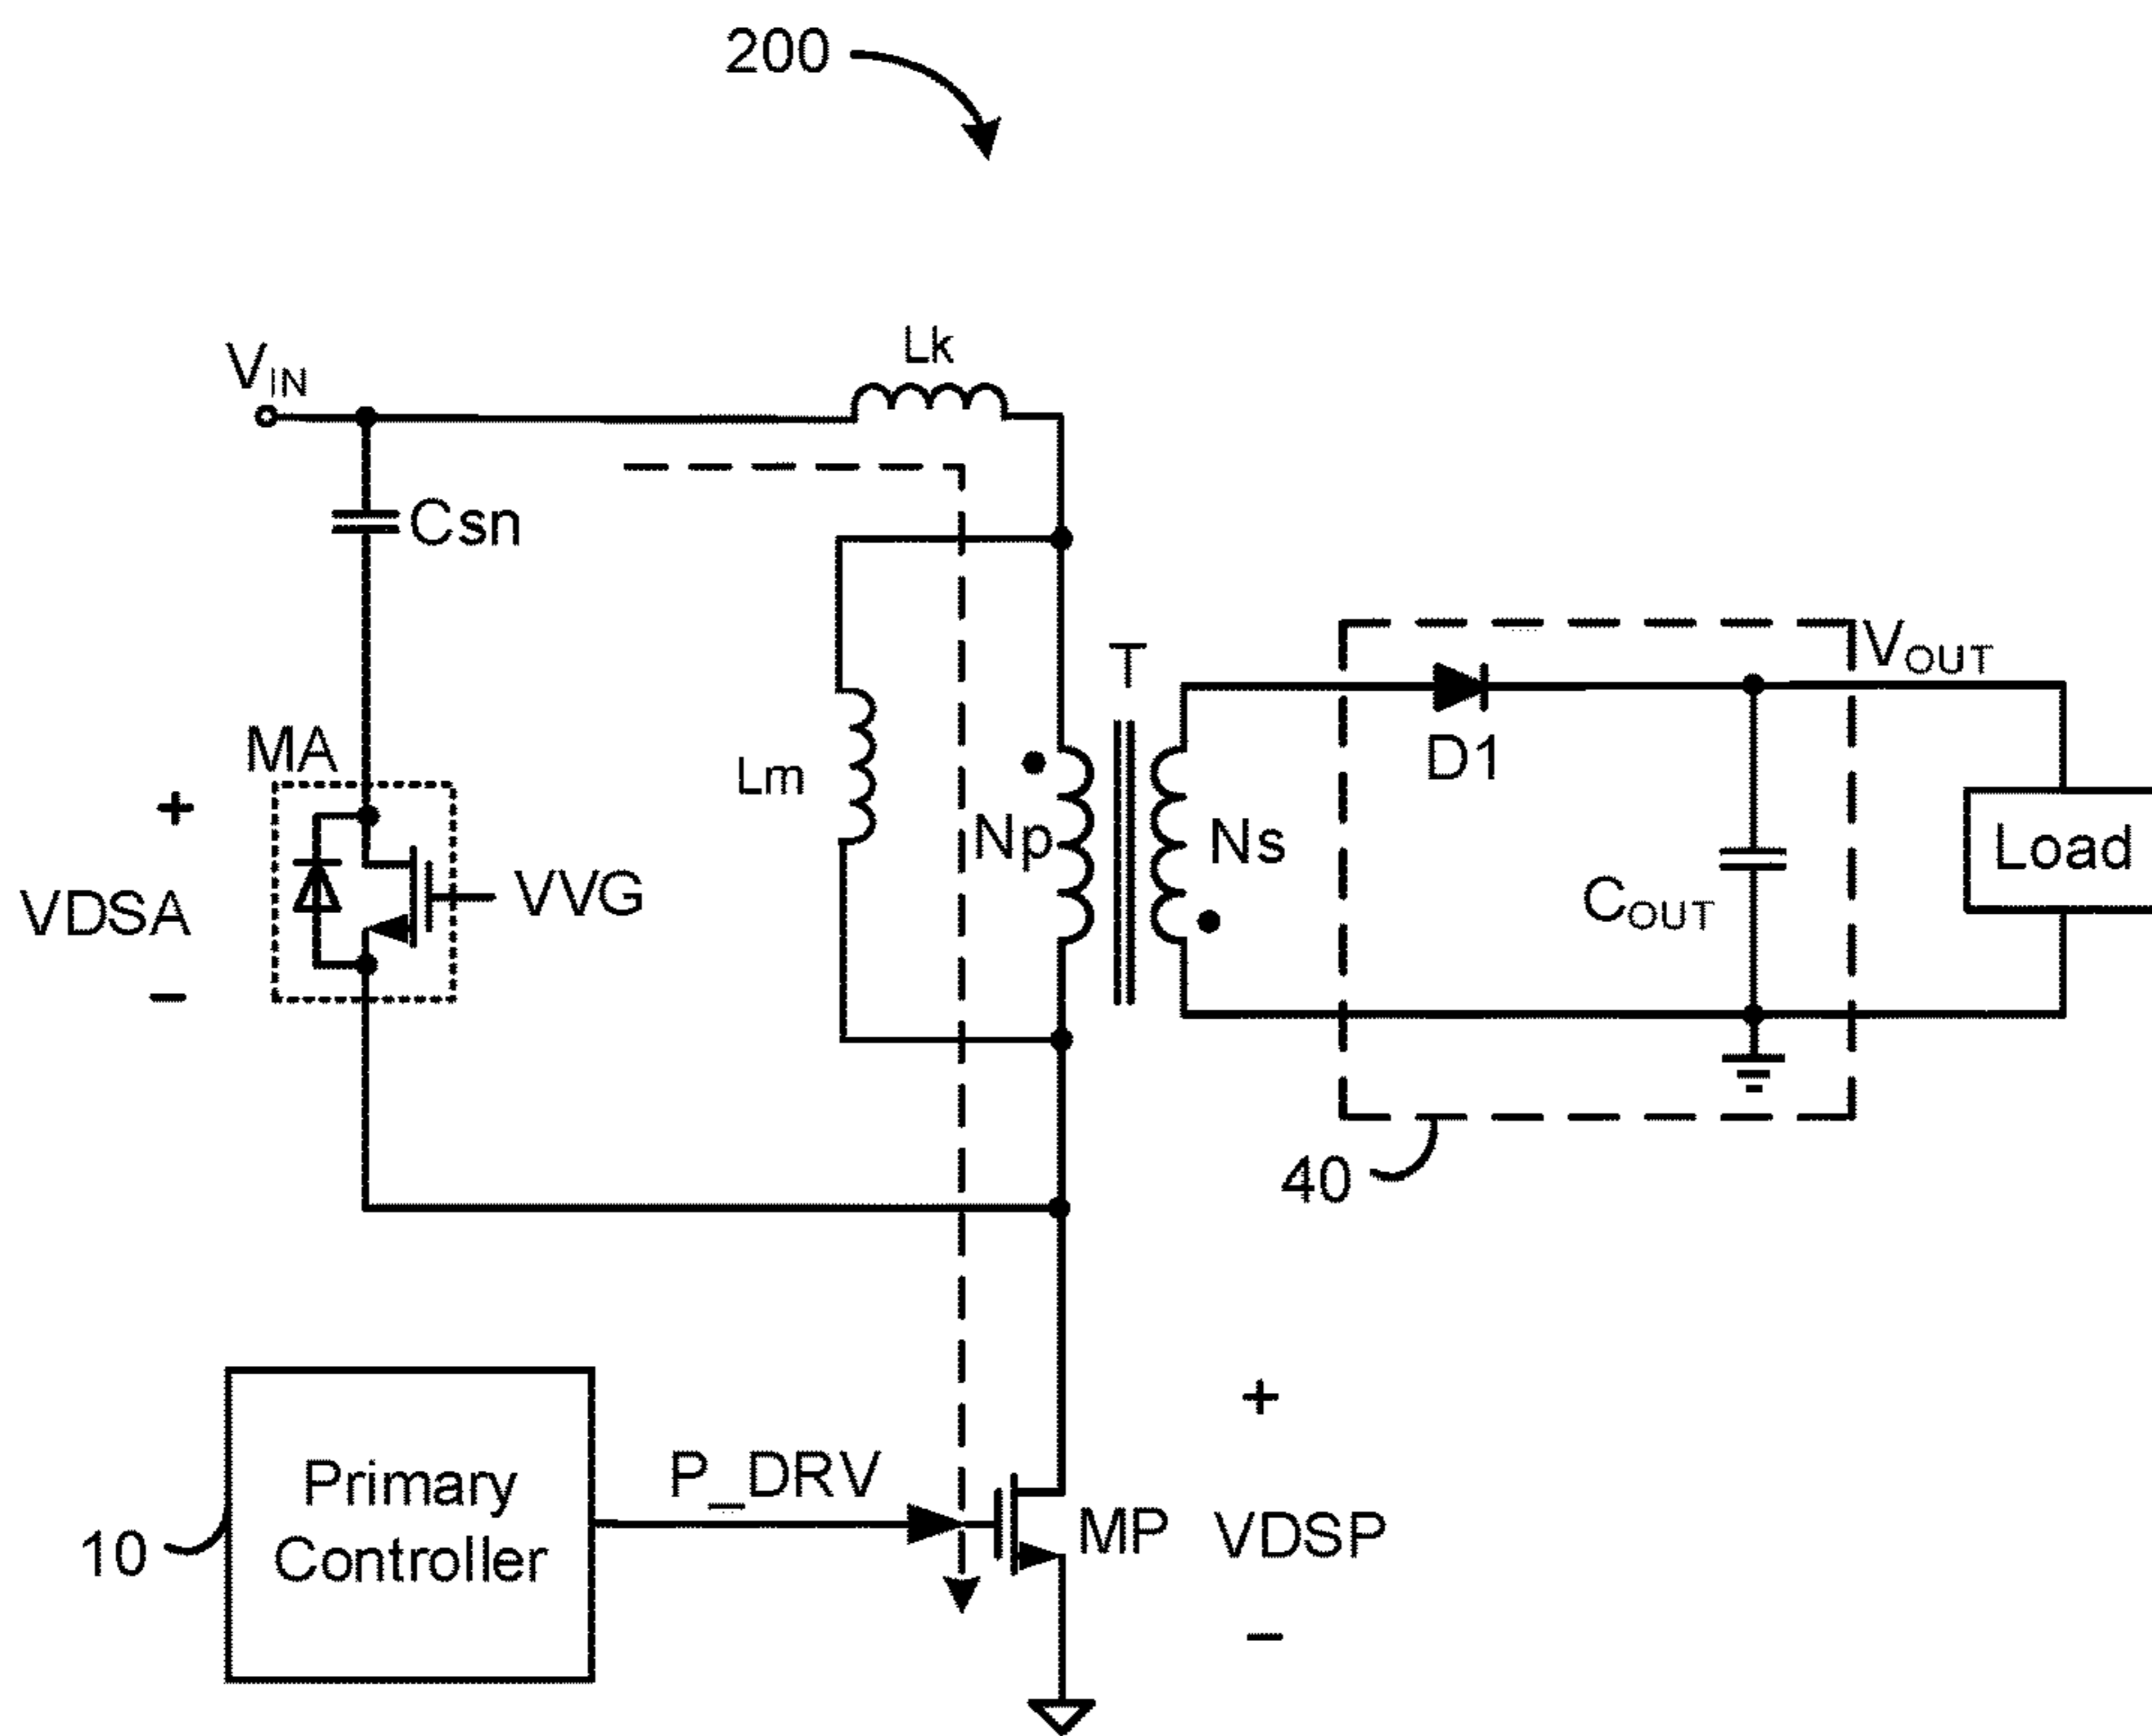 200
Lk
VIN
Csn
T
VOUT
MA
D1
Lm
+
Np
Ns
Load
VDSA
VVG
COUT
−
40
+
P_DRV
Primary
Controller
MP
VDSP
10
−